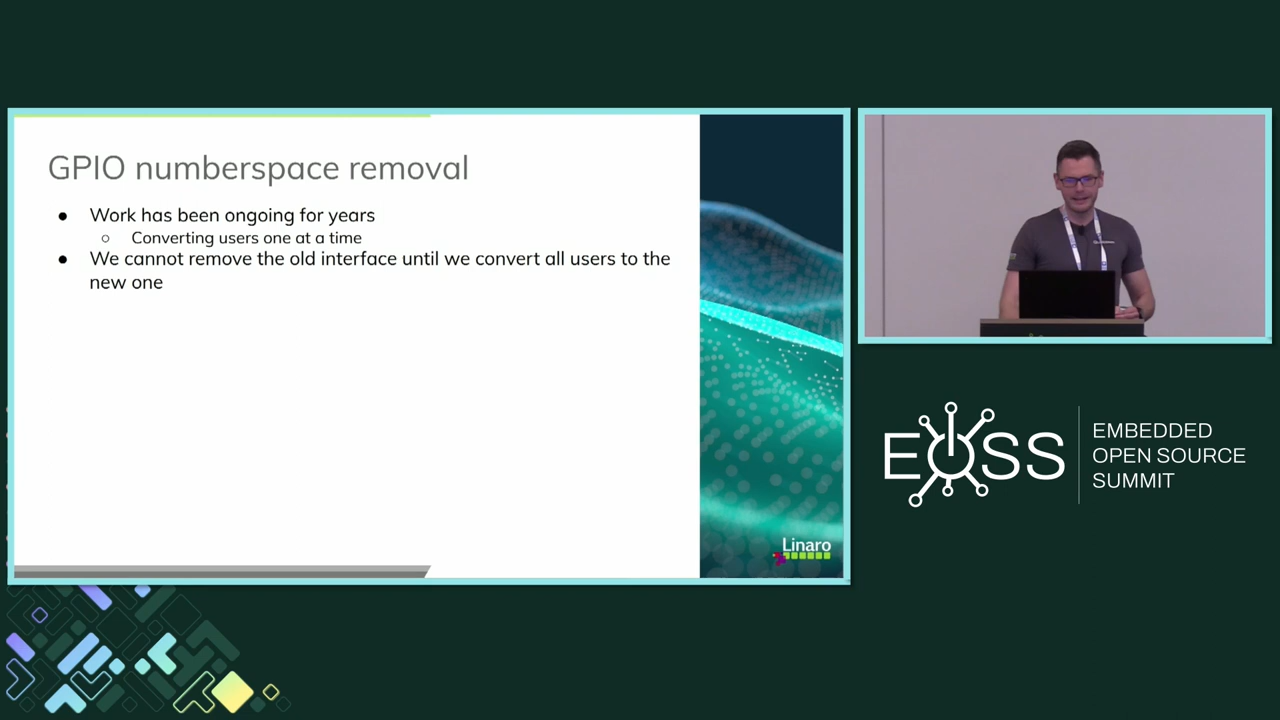 GPIO numberspace removal
● Work has been ongoing for years
○ Converting users one at a time
● We cannot remove the old interface until we convert all users to the
new one
Linaro
EOSS
EMBEDDED
OPEN SOURCE
SUMMIT